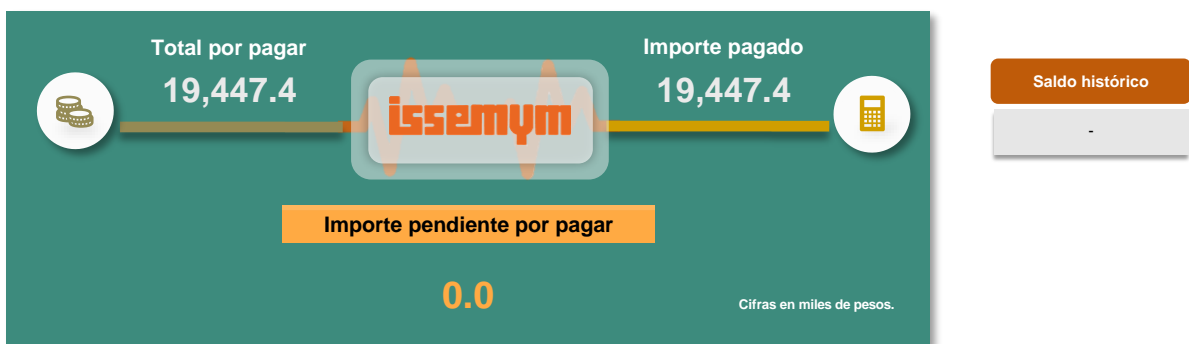 Total por pagar
19,447.4
issemym
Importe pagado
19,447.4
Importe pendiente por pagar
0.0
Cifras en miles de pesos.
Saldo histórico
-